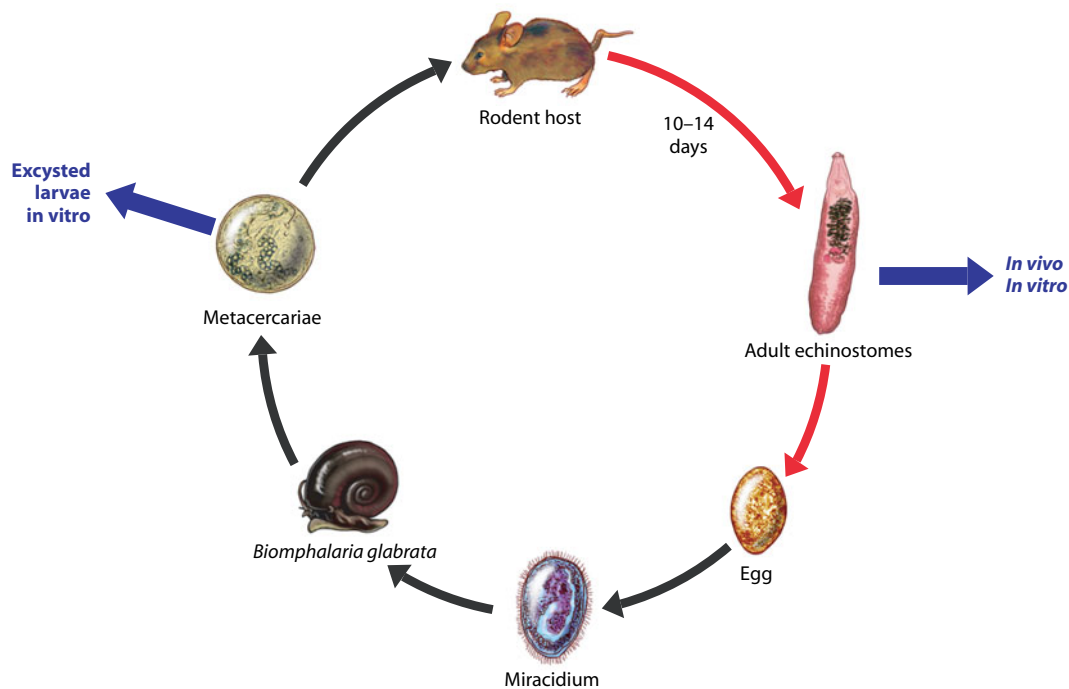 Rodent host
10–14
days
Excysted
larvae
in vitro
In vivo
In vitro
Metacercariae
Adult echinostomes
Biomphalaria glabrata
Egg
Miracidium